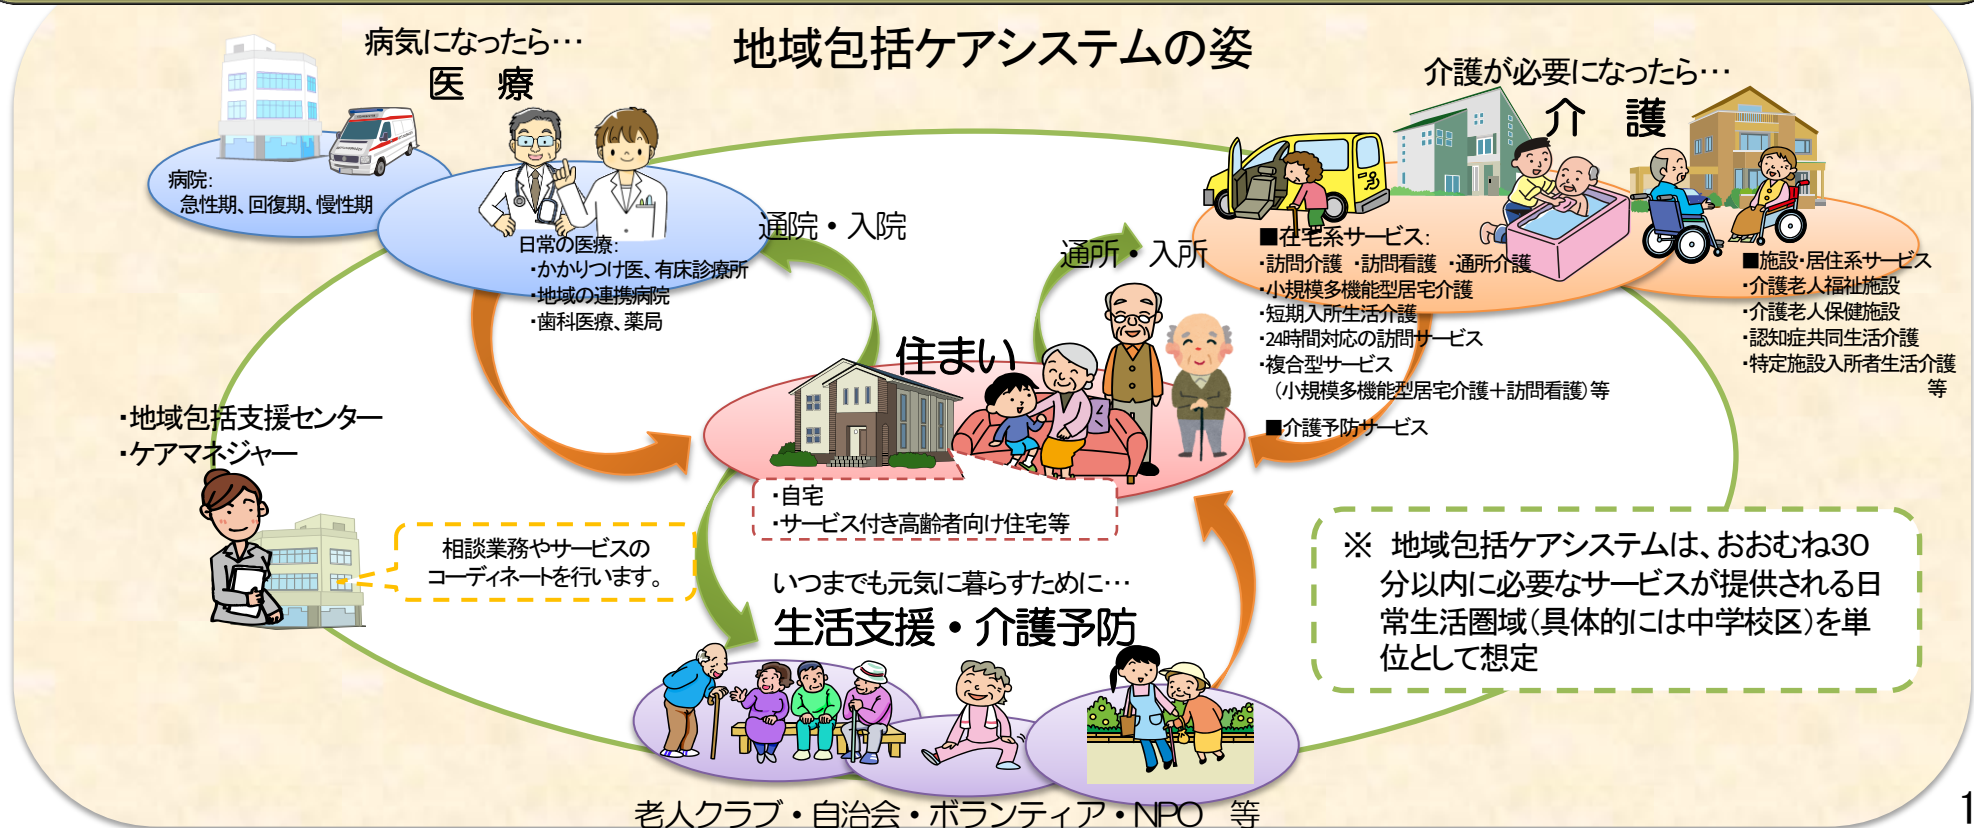 地域包括ケアシステムの姿
病気になったら…
医 療
病院:
急性期、回復期、慢性期
日常の医療:
・かかりつけ医、有床診療所
・地域の連携病院
・歯科医療、薬局
通院・入院
通所・入所
介護が必要になったら…
介 護
■在宅系サービス:
・訪問介護 ・訪問看護 ・通所介護
・小規模多機能型居宅介護
・短期入所生活介護
・24時間対応の訪問サービス
・複合型サービス
(小規模多機能型居宅介護+訪問看護)等
■介護予防サービス
■施設・居住系サービス
・介護老人福祉施設
・介護老人保健施設
・認知症共同生活介護
・特定施設入所者生活介護
等
住まい
・自宅
・サービス付き高齢者向け住宅等
・地域包括支援センター
・ケアマネジャー
相談業務やサービスの
コーディネートを行います。
いつまでも元気に暮らすために…
生活支援・介護予防
老人クラブ・自治会・ボランティア・NPO 等
※ 地域包括ケアシステムは、おおむね30
分以内に必要なサービスが提供される日
常生活圏域(具体的には中学校区)を単
位として想定
1